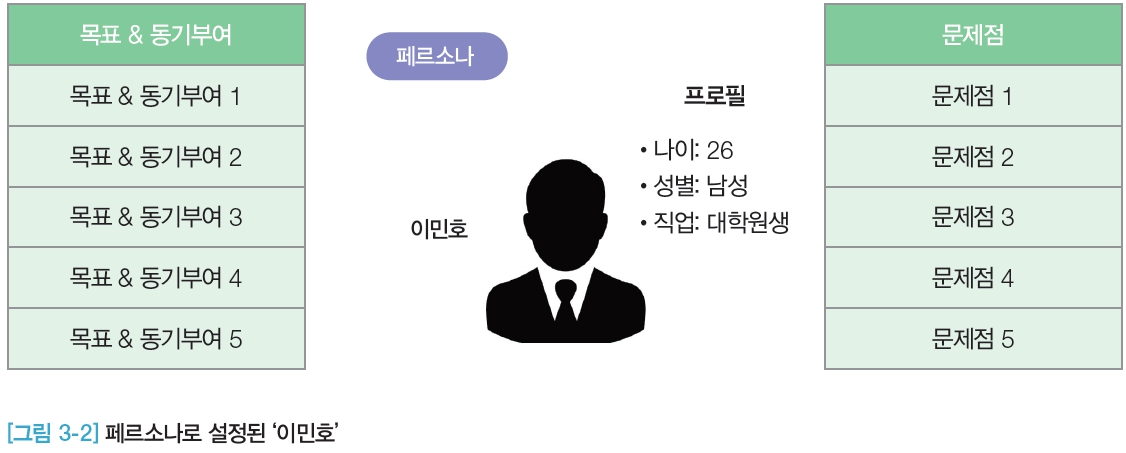 목표 & 동기부여
목표 & 동기부여 1
목표 & 동기부여 2
목표 & 동기부여 3
목표 & 동기부여 4
목표 & 동기부여 5
페르소나
이민호
프로필
• 나이: 26
• 성별: 남성
• 직업: 대학원생
문제점
문제점 1
문제점 2
문제점 3
문제점 4
문제점 5
[그림 3-2] 페르소나로 설정된 ‘이민호’